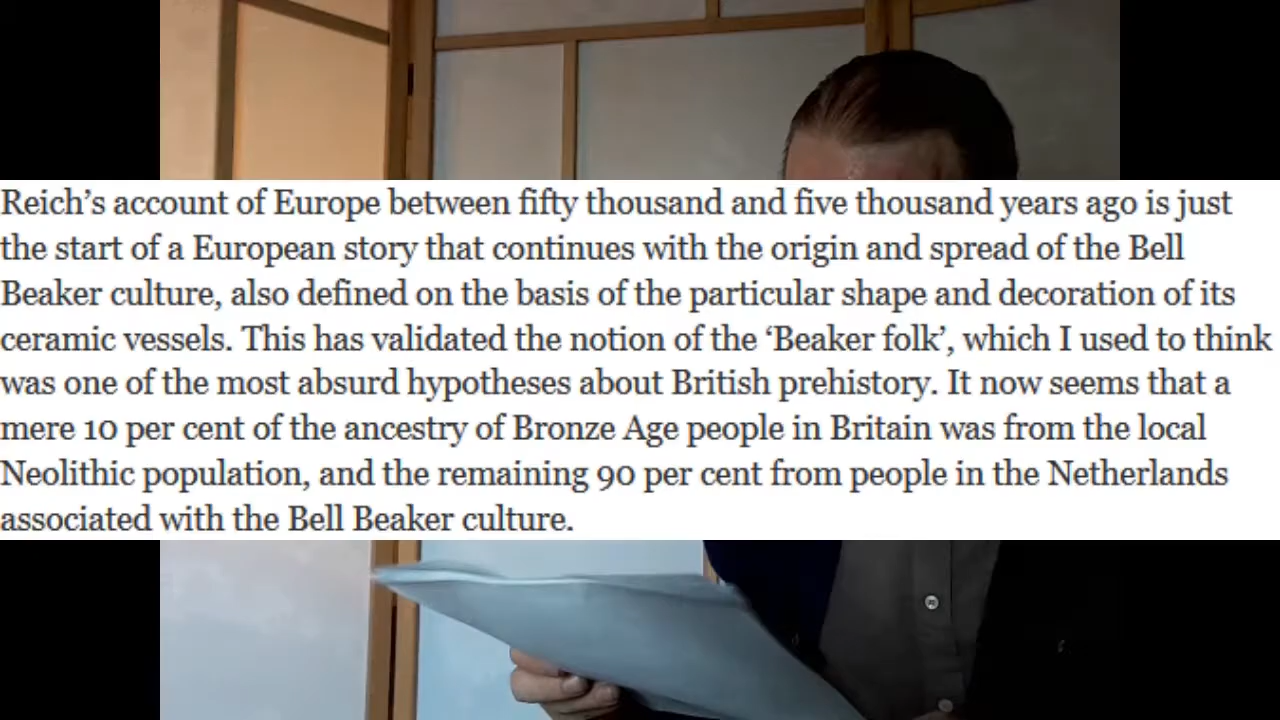 Reich’s account of Europe between fifty thousand and five thousand years ago is just
the start of a European story that continues with the origin and spread of the Bell
Beaker culture, also defined on the basis of the particular shape and decoration of its
ceramic vessels. This has validated the notion of the ‘Beaker folk’, which I used to think
was one of the most absurd hypotheses about British prehistory. It now seems that a
mere 10 per cent of the ancestry of Bronze Age people in Britain was from the local
Neolithic population, and the remaining 90 per cent from people in the Netherlands
associated with the Bell Beaker culture.